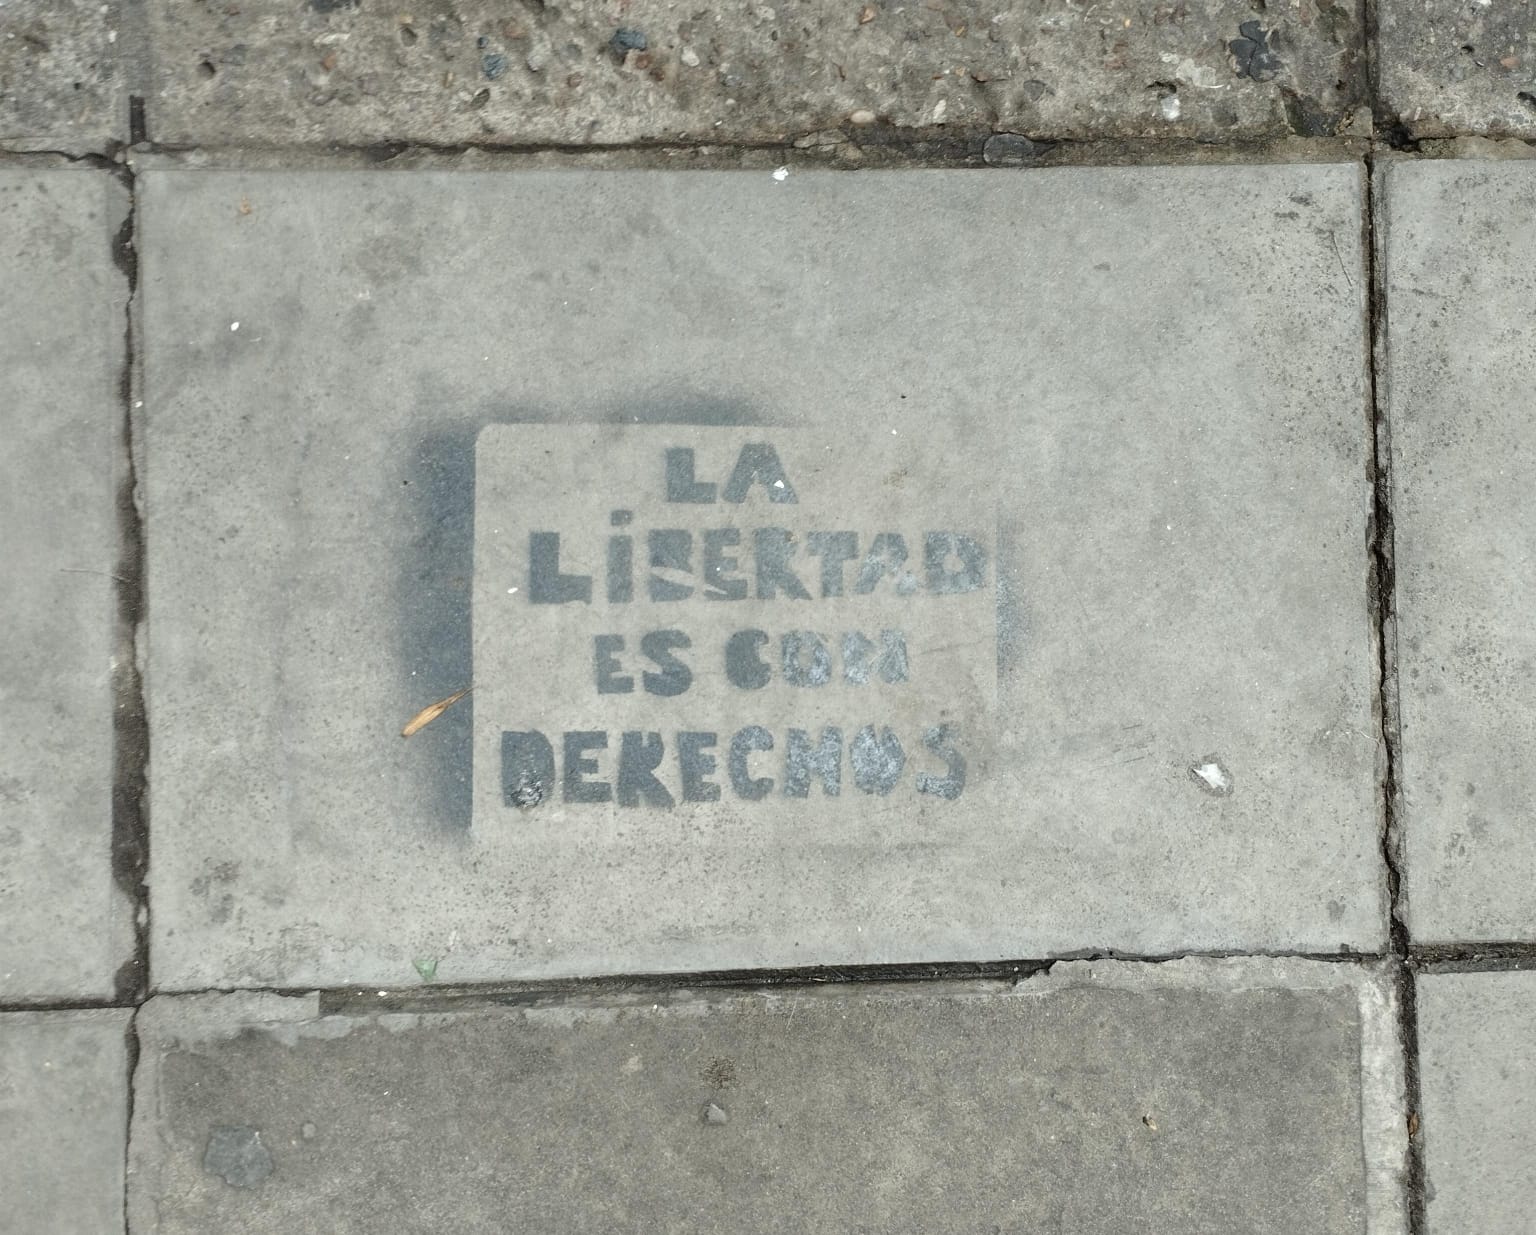 LA
LiBERTAD
ES CON
DERECHOS